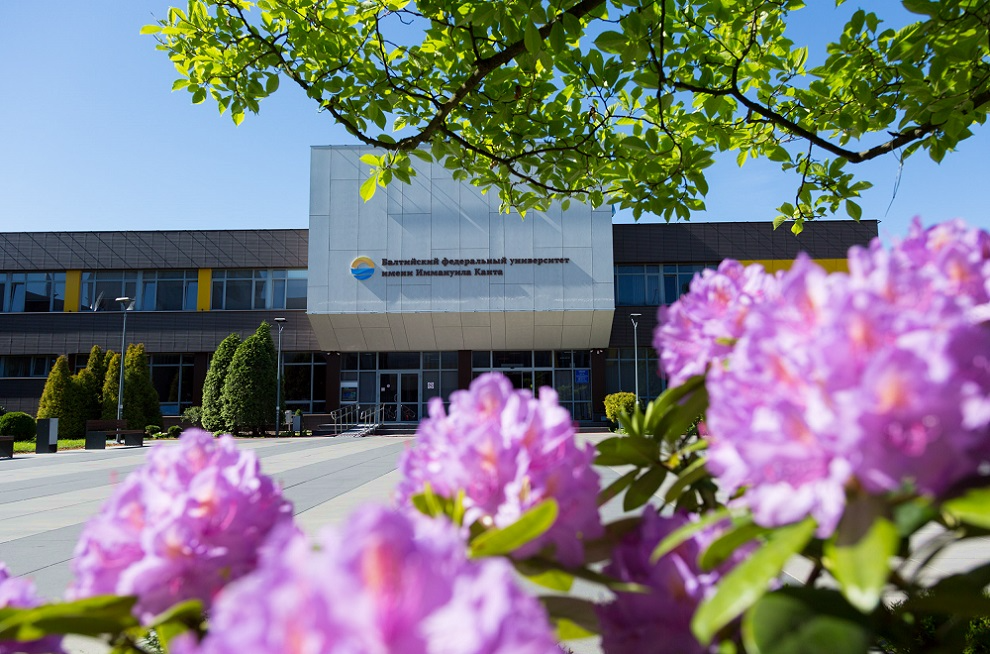 Балтийский федеральный университет
имени Иммануила Канта